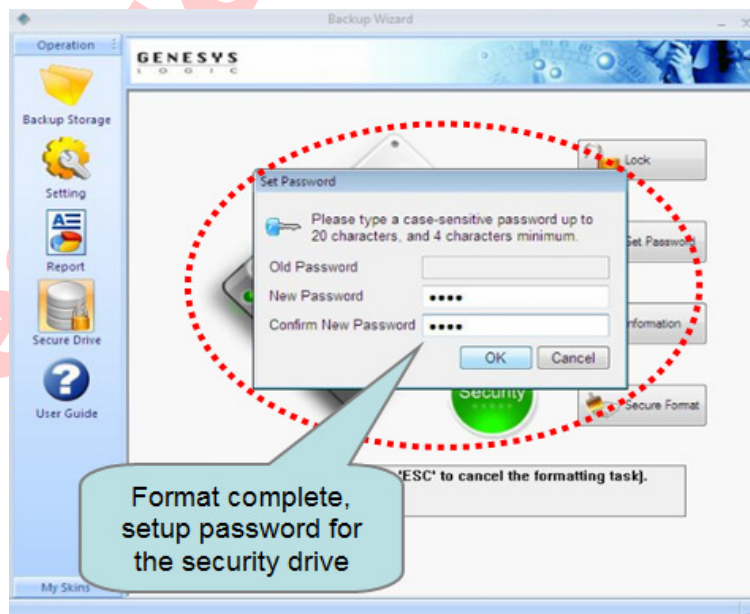 Backup Wizard
Operation
GENESYS
LOGIC
Backup Storage
Setting
Report
Secure Drive
User Guide
My Skins
Lock
Set Password
Information
Secure Format
Set Password
Please type a case-sensitive password up to
20 characters, and 4 characters minimum.
Old Password
New Password
Confirm New Password
OK
Cancel
Security
'ESC' to cancel the formatting task].
Format complete,
setup password for
the security drive